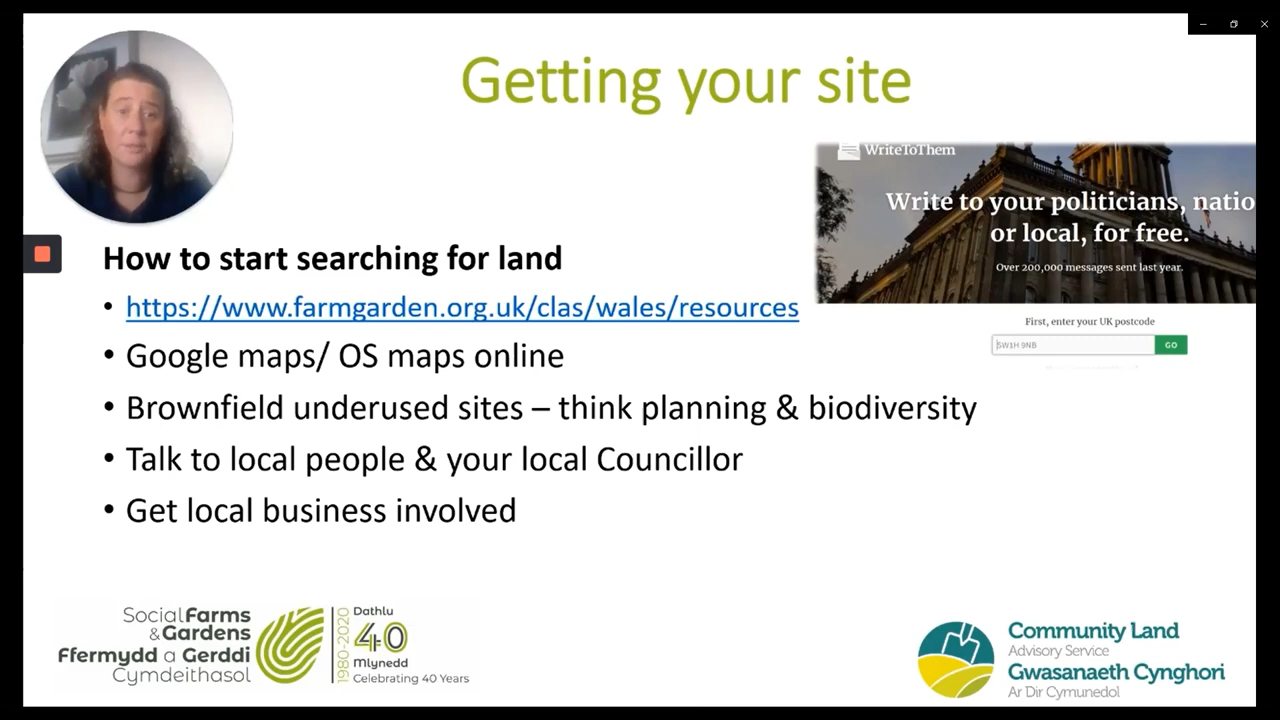 Getting your site
WriteToThem
Write to your politicians, natio
or local, for free.
Over 200,000 messages sent last year.
First, enter your UK postcode
SW1H 9NB GO
How to start searching for land
• https://www.farmgarden.org.uk/clas/wales/resources
• Google maps/ OS maps online
• Brownfield underused sites – think planning & biodiversity
• Talk to local people & your local Councillor
• Get local business involved
Social Farms
& Gardens
Ffermydd a Gerddi
Cymdeithasol
1980-2020
Dathlu
40
Mlynedd
Celebrating 40 Years
Community Land
Advisory Service
Gwasanaeth Cynghori
Ar Dir Cymunedol